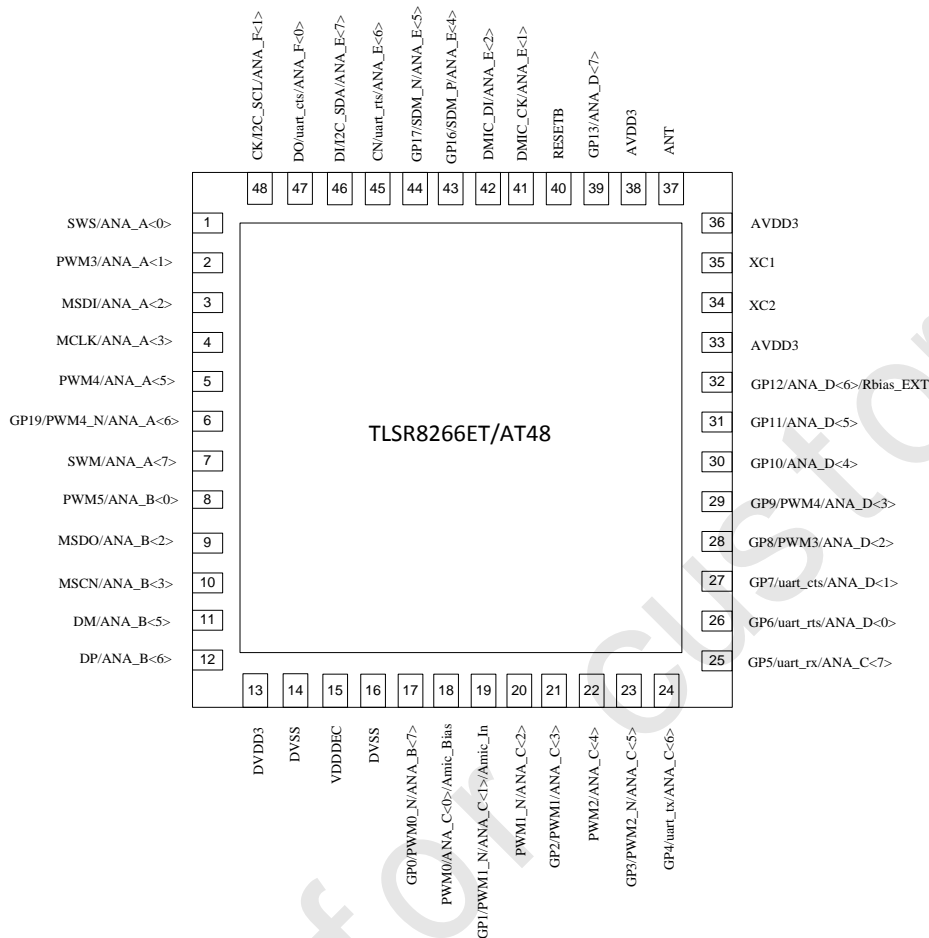 CK/I2C_SCL/ANA_F<1>
DO/uart_cts/ANA_F<0>
DI/I2C_SDA/ANA_E<7>
CN/uart_rts/ANA_E<6>
GP17/SDM_N/ANA_E<5>
GP16/SDM_P/ANA_E<4>
DMIC_DI/ANA_E<2>
DMIC_CK/ANA_E<1>
RESETB
GP13/ANA_D<7>
AVDD3
ANT
48 47 46 45 44 43 42 41 40 39 38 37
SWS/ANA_A<0> 1
PWM3/ANA_A<1> 2
MSDI/ANA_A<2> 3
MCLK/ANA_A<3> 4
PWM4/ANA_A<5> 5
GP19/PWM4_N/ANA_A<6> 6
SWM/ANA_A<7> 7
PWM5/ANA_B<0> 8
MSDO/ANA_B<2> 9
MSCN/ANA_B<3> 10
DM/ANA_B<5> 11
DP/ANA_B<6> 12
TLSR8266ET/AT48
36 AVDD3
35 XC1
34 XC2
33 AVDD3
32 GP12/ANA_D<6>/Rbias_EXT
31 GP11/ANA_D<5>
30 GP10/ANA_D<4>
29 GP9/PWM4/ANA_D<3>
28 GP8/PWM3/ANA_D<2>
27 GP7/uart_cts/ANA_D<1>
26 GP6/uart_rts/ANA_D<0>
25 GP5/uart_rx/ANA_C<7>
13 14 15 16 17 18 19 20 21 22 23 24
DVDD3
DVSS
VDDDEC
DVSS
GP0/PWM0_N/ANA_B<7>
PWM0/ANA_C<0>/Amic_Bias
GP1/PWM1_N/ANA_C<1>/Amic_In
PWM1_N/ANA_C<2>
GP2/PWM1/ANA_C<3>
PWM2/ANA_C<4>
GP3/PWM2_N/ANA_C<5>
GP4/uart_tx/ANA_C<6>
for custo